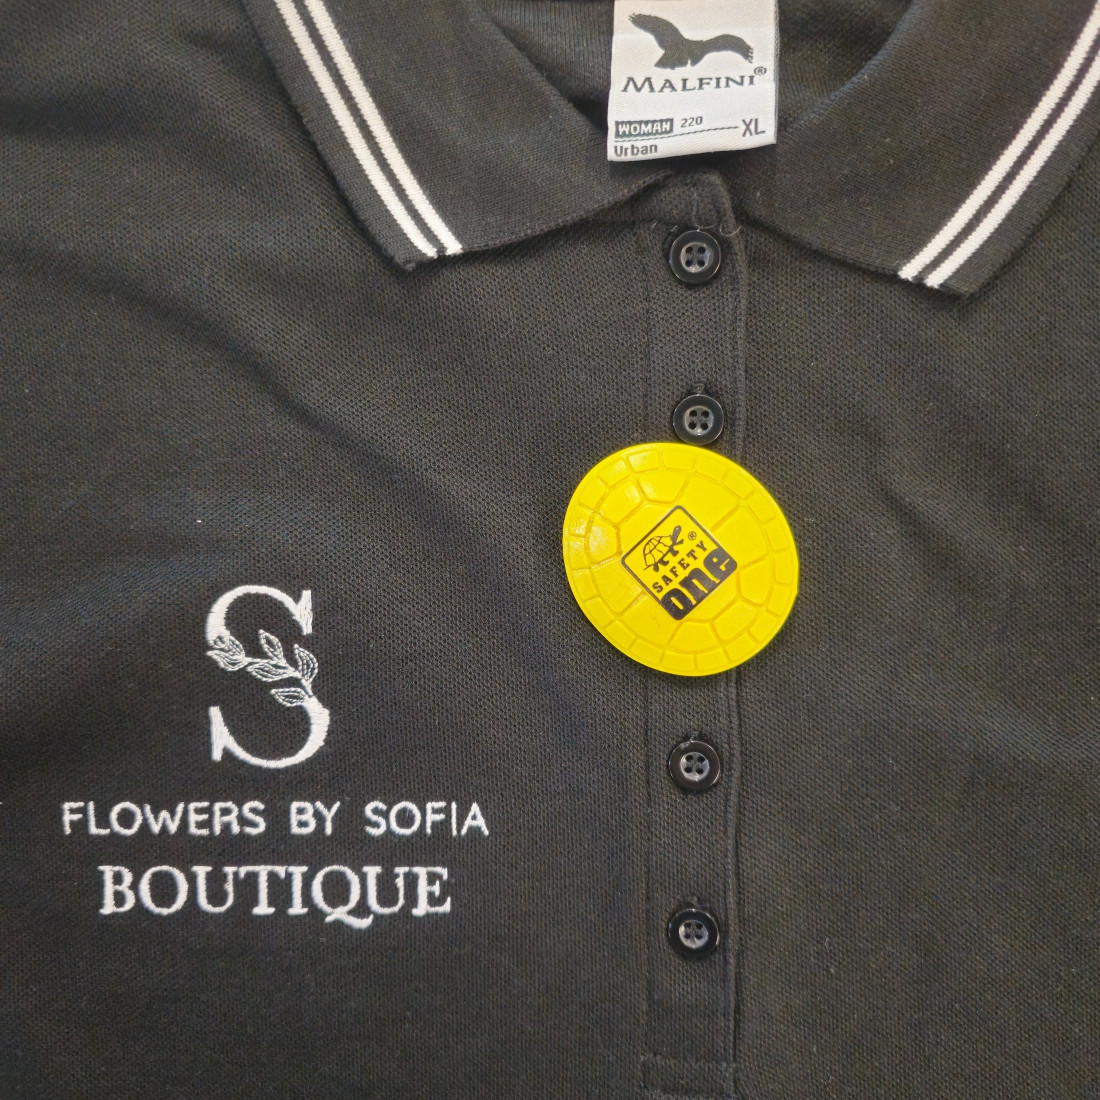 MALFINI®
WOMAN 220 XL
Urban
SAFETY ®
one
FLOWERS BY SOFIA
BOUTIQUE